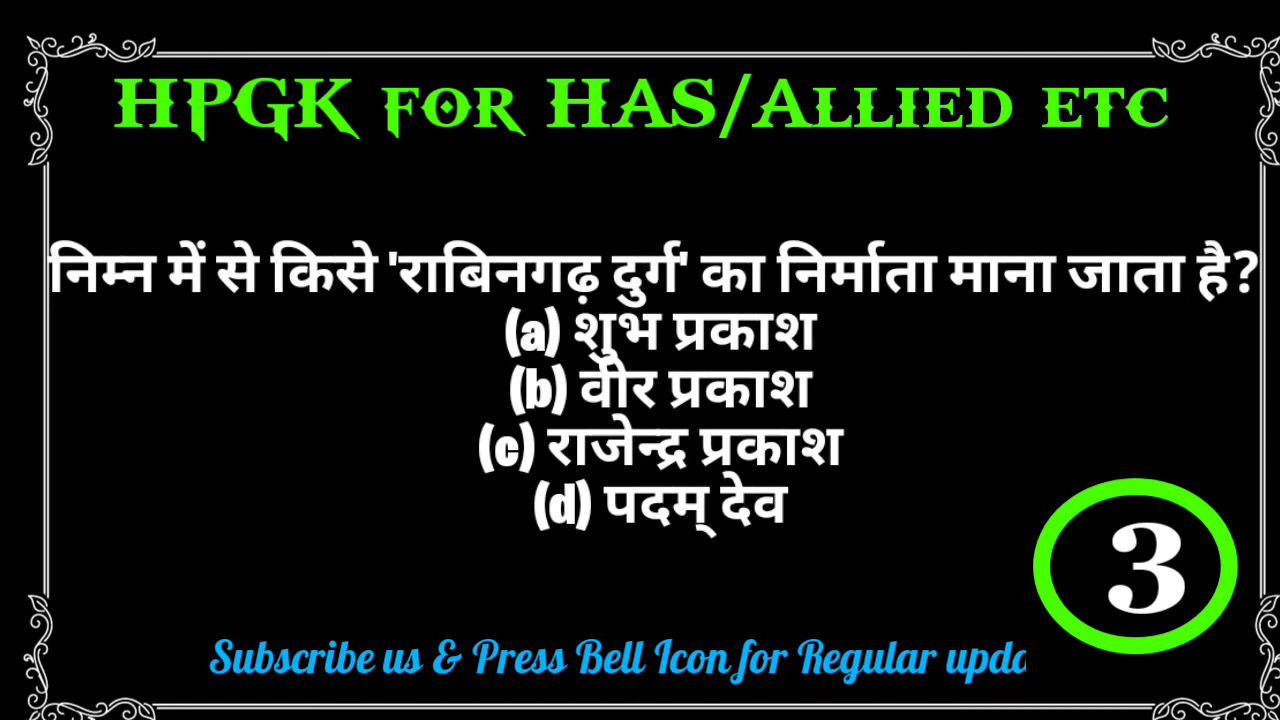 HPGK FOR HAS/ALLIED ETC
निम्न में से किसे 'राबिनगढ़ दुर्ग' का निर्माता माना जाता है?
(a) शुभ प्रकाश
(b) वीर प्रकाश
(c) राजेन्द्र प्रकाश
(d) पदम् देव
3
Subscribe us & Press Bell Icon for Regular upda